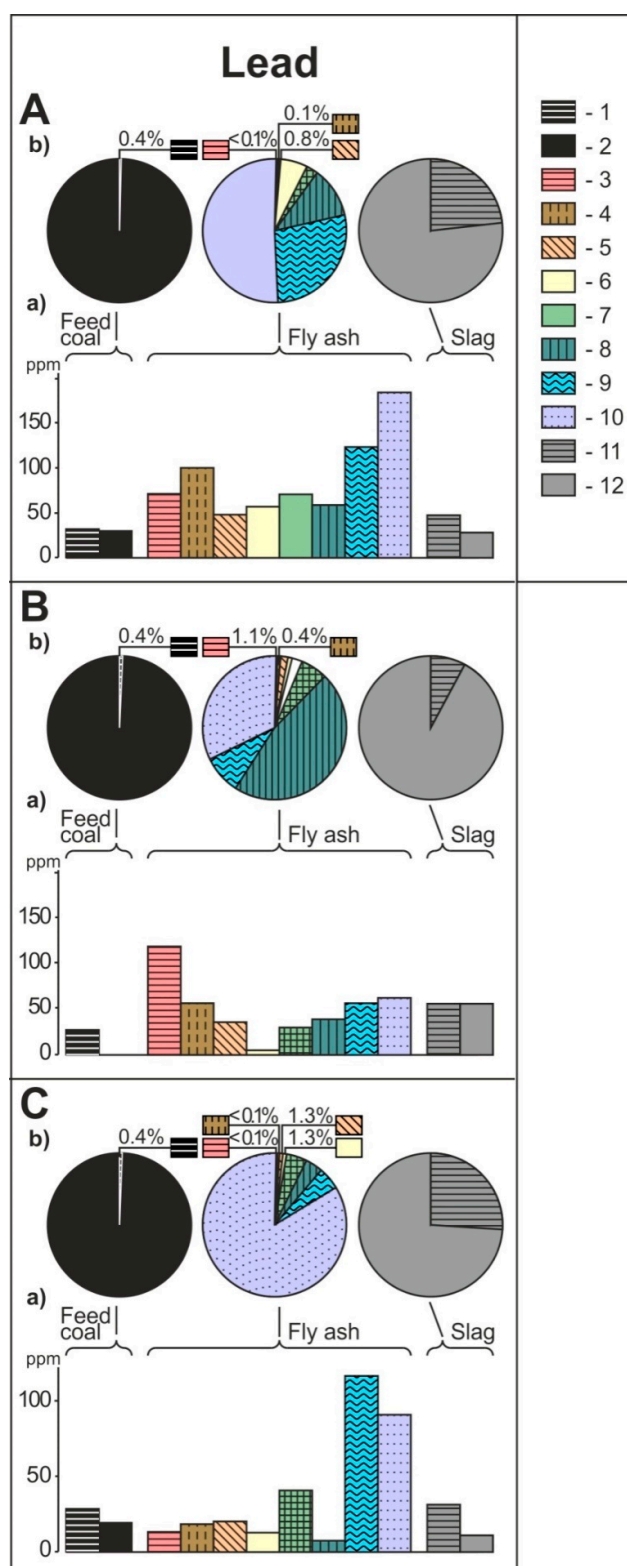 Lead
A
b)
0.4%
<0.1%
0.1%
0.8%
a)
Feed coal
Fly ash
Slag
ppm
150
100
50
0
B
b)
0.4%
1.1%
0.4%
a)
Feed coal
Fly ash
Slag
ppm
150
100
50
0
C
b)
0.4%
<0.1%
<0.1%
1.3%
1.3%
a)
Feed coal
Fly ash
Slag
ppm
100
50
0
- 1
- 2
- 3
- 4
- 5
- 6
- 7
- 8
- 9
- 10
- 11
- 12